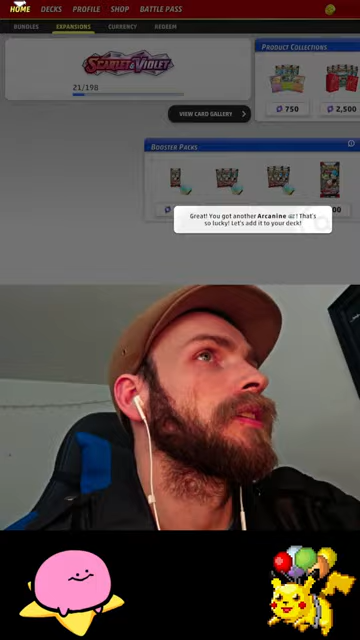 HOME DECKS PROFILE SHOP BATTLE PASS
BUNDLES EXPANSIONS CURRENCY REDEEM
SCARLET & VIOLET
21/198
VIEW CARD GALLERY
PRODUCT COLLECTIONS
750 2,500
BOOSTER PACKS
Great! You got another Arcanine ex! That's
so lucky! Let's add it to your deck!